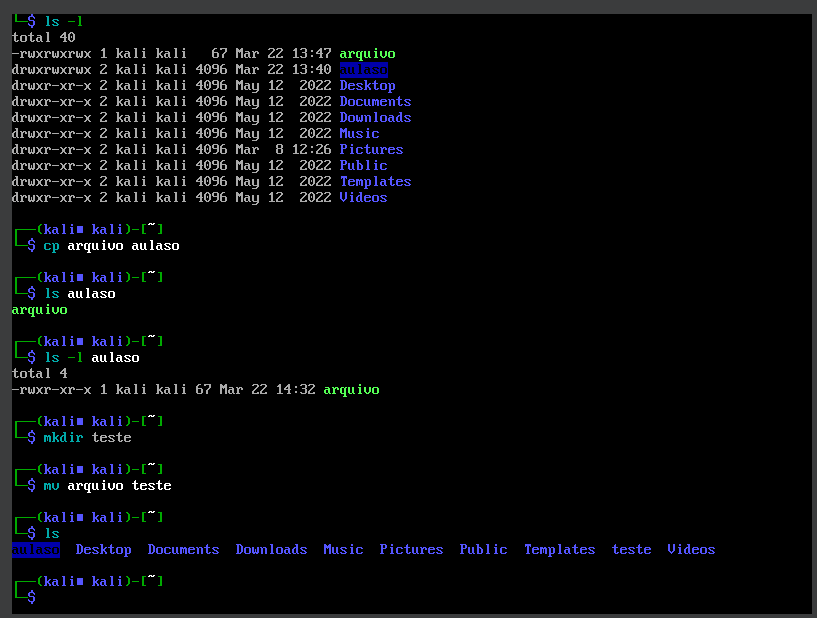 └─$ ls -l
total 40
-rwxrwxrwx 1 kali kali   67 Mar 22 13:47 arquivo
drwxrwxrwx 2 kali kali 4096 Mar 22 13:40 aulaso
drwxr-xr-x 2 kali kali 4096 May 12  2022 Desktop
drwxr-xr-x 2 kali kali 4096 May 12  2022 Documents
drwxr-xr-x 2 kali kali 4096 May 12  2022 Downloads
drwxr-xr-x 2 kali kali 4096 May 12  2022 Music
drwxr-xr-x 2 kali kali 4096 Mar  8 12:26 Pictures
drwxr-xr-x 2 kali kali 4096 May 12  2022 Public
drwxr-xr-x 2 kali kali 4096 May 12  2022 Templates
drwxr-xr-x 2 kali kali 4096 May 12  2022 Videos
┌──(kali■ kali)-[~]
└─$ cp arquivo aulaso
┌──(kali■ kali)-[~]
└─$ ls aulaso
arquivo
┌──(kali■ kali)-[~]
└─$ ls -l aulaso
total 4
-rwxr-xr-x 1 kali kali 67 Mar 22 14:32 arquivo
┌──(kali■ kali)-[~]
└─$ mkdir teste
┌──(kali■ kali)-[~]
└─$ mv arquivo teste
┌──(kali■ kali)-[~]
└─$ ls
aulaso  Desktop  Documents  Downloads  Music  Pictures  Public  Templates  teste  Videos
┌──(kali■ kali)-[~]
└─$